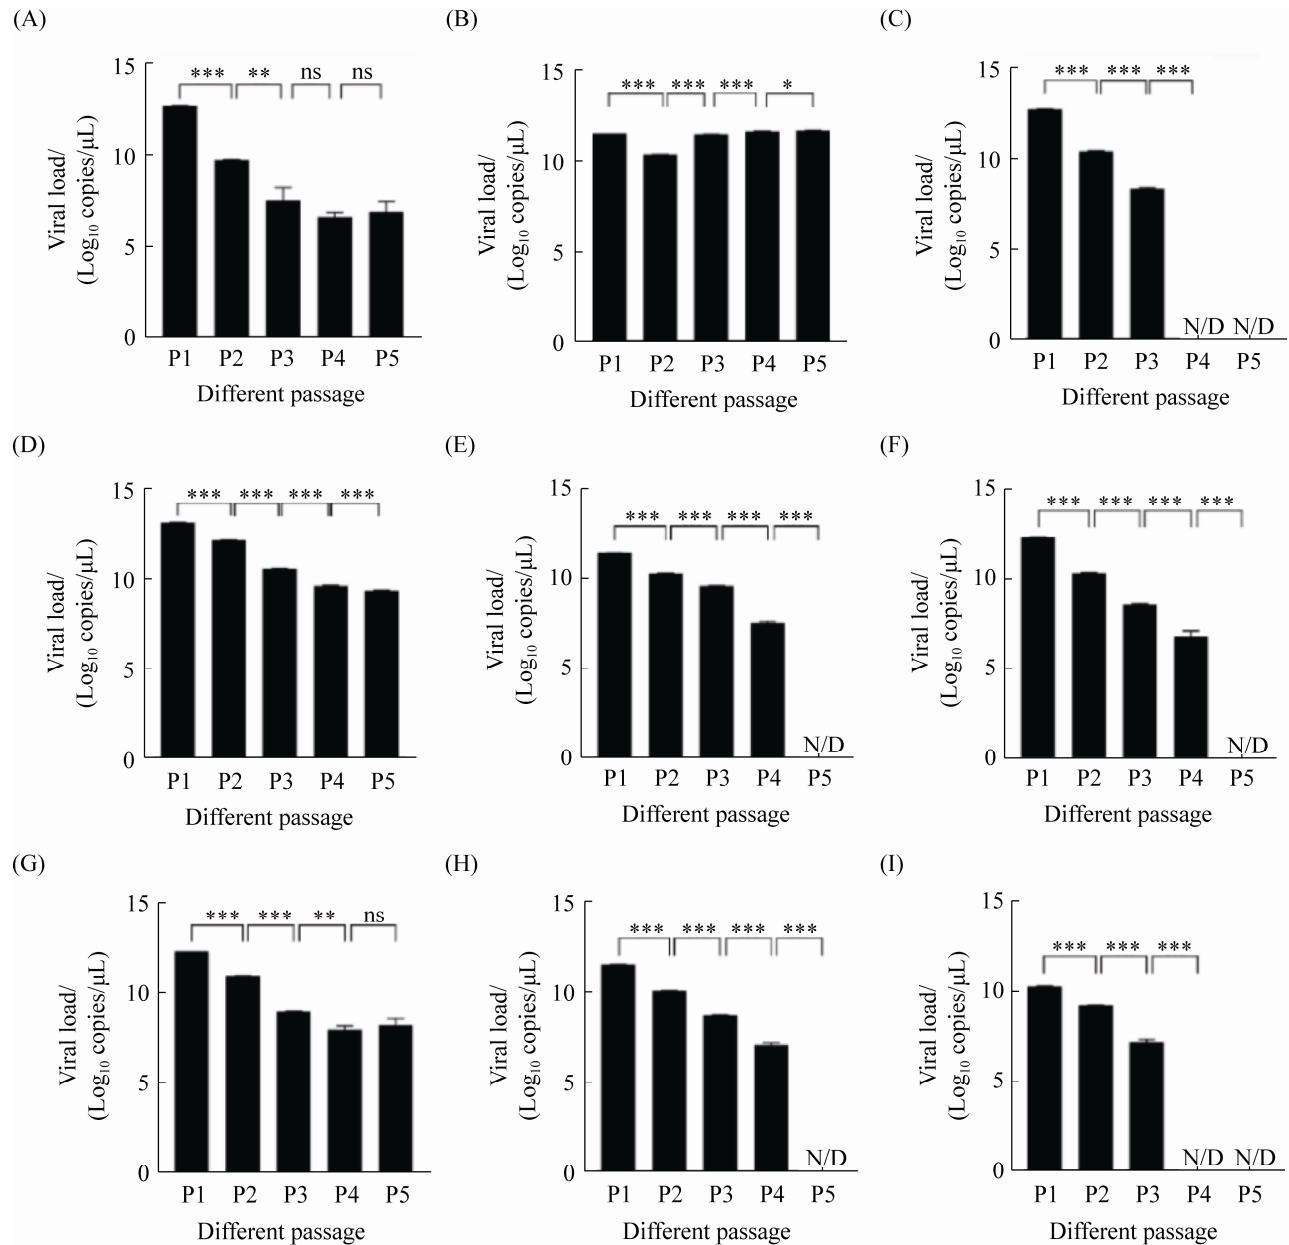 (A)
15
10
5
0
*** ** ns ns
Viral load/
(Log10 copies/μL)
P1 P2 P3 P4 P5
Different passage
(B)
15
10
5
0
*** *** *** *
Viral load/
(Log10 copies/μL)
P1 P2 P3 P4 P5
Different passage
(C)
15
10
5
0
*** *** ***
Viral load/
(Log10 copies/μL)
N/D N/D
P1 P2 P3 P4 P5
Different passage
(D)
15
10
5
0
*** *** *** ***
Viral load/
(Log10 copies/μL)
P1 P2 P3 P4 P5
Different passage
(E)
15
10
5
0
*** *** *** ***
Viral load/
(Log10 copies/μL)
N/D
P1 P2 P3 P4 P5
Different passage
(F)
15
10
5
0
*** *** *** ***
Viral load/
(Log10 copies/μL)
N/D
P1 P2 P3 P4 P5
Different passage
(G)
15
10
5
0
*** *** ** ns
Viral load/
(Log10 copies/μL)
P1 P2 P3 P4 P5
Different passage
(H)
15
10
5
0
*** *** *** ***
Viral load/
(Log10 copies/μL)
N/D
P1 P2 P3 P4 P5
Different passage
(I)
15
10
5
0
*** *** ***
Viral load/
(Log10 copies/μL)
N/D N/D
P1 P2 P3 P4 P5
Different passage